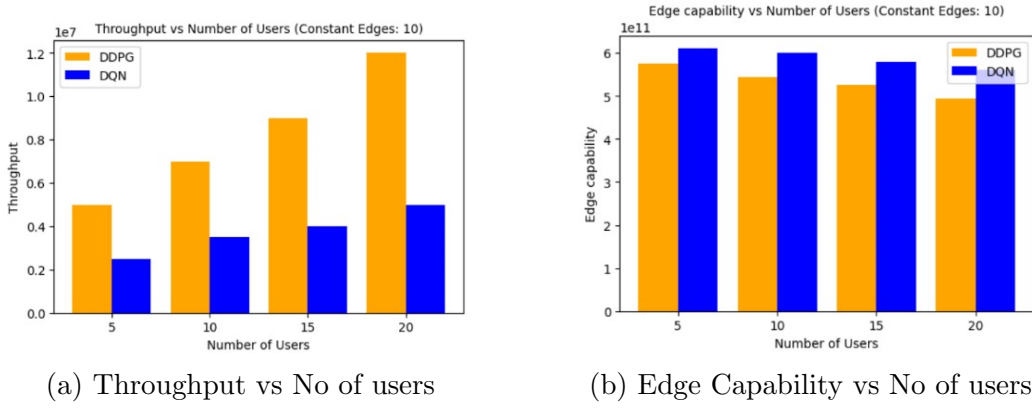 Throughput vs Number of Users (Constant Edges: 10)
1e7
DDPG
DQN
1.2
1.0
0.8
0.6
0.4
0.2
0.0
Throughput
5
10
15
20
Number of Users
(a) Throughput vs No of users
Edge capability vs Number of Users (Constant Edges: 10)
1e11
DDPG
DQN
6
5
4
3
2
1
0
Edge capability
5
10
15
20
Number of Users
(b) Edge Capability vs No of users